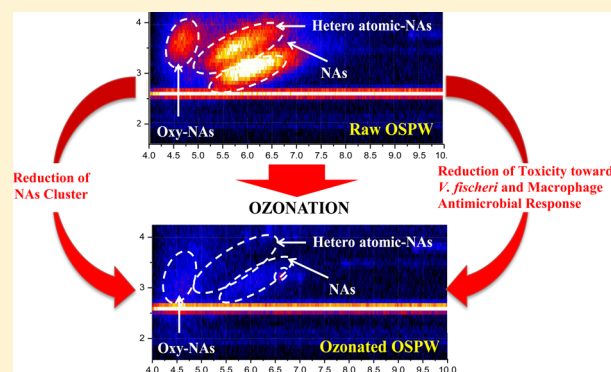 4
3
2
Hetero atomic-NAs
NAs
Oxy-NAs
Raw OSPW
4.0 4.5 5.0 5.5 6.0 6.5 7.0 7.5 8.0 8.5 9.0 9.5 10.
Reduction of
NAs Cluster
OZONATION
Reduction of Toxicity toward
V. fischeri and Macrophage
Antimicrobial Response
4
3
2
Hetero atomic-NAs
NAs
Oxy-NAs
Ozonated OSPW
4.0 4.5 5.0 5.5 6.0 6.5 7.0 7.5 8.0 8.5 9.0 9.5 10.0